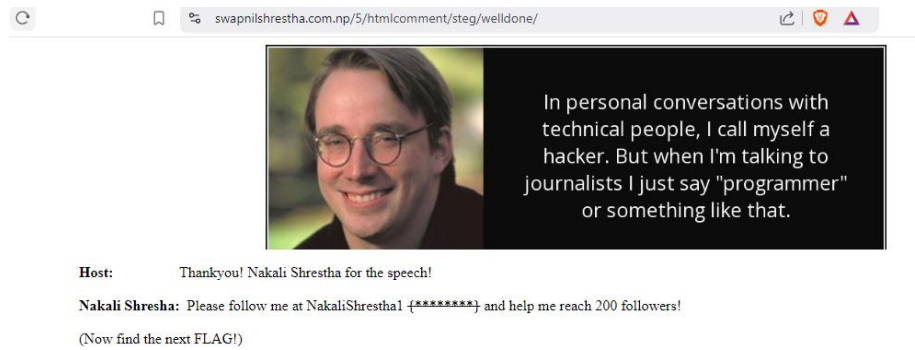 swapnilshrestha.com.np/5/htmlcomment/steg/welldone/
In personal conversations with
technical people, I call myself a
hacker. But when I'm talking to
journalists I just say "programmer"
or something like that.
Host: Thankyou! Nakali Shrestha for the speech!
Nakali Shresha: Please follow me at NakaliShrestha1 {********} and help me reach 200 followers!
(Now find the next FLAG!)